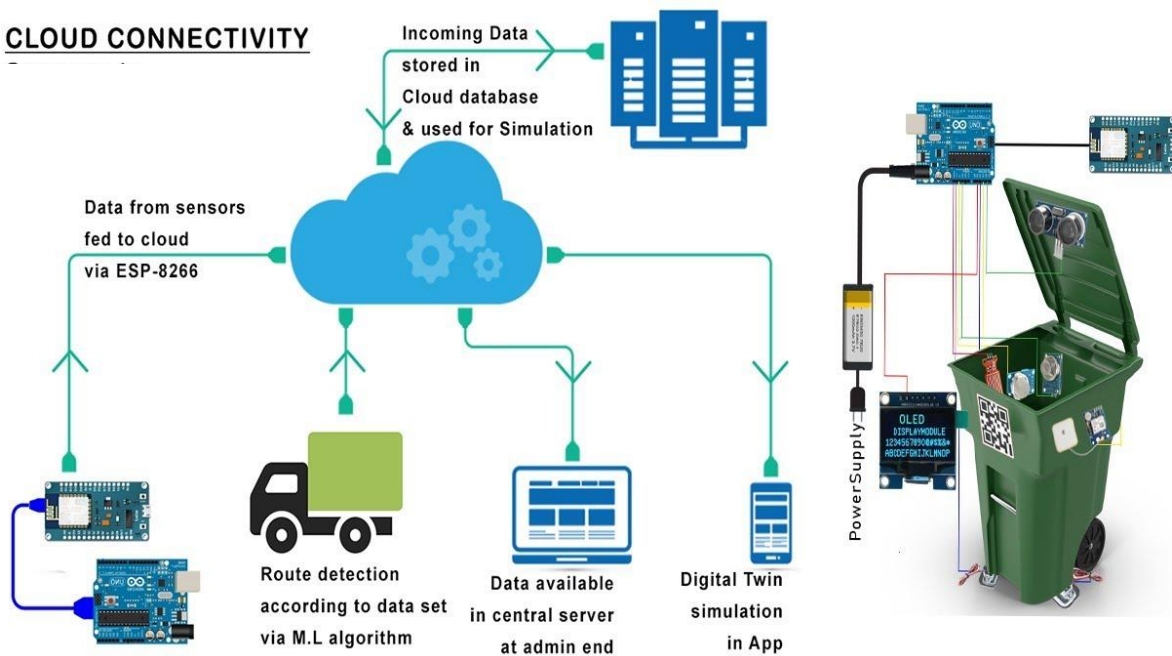 CLOUD CONNECTIVITY
Incoming Data
stored in
Cloud database
& used for Simulation
Data from sensors
fed to cloud
via ESP-8266
Route detection
according to data set
via M.L algorithm
Data available
in central server
at admin end
Digital Twin
simulation
in App
UNO
UNO
PowerSupply
OLED
DISPLAYMODULE
1234567890@#$%&*
ABCDEFGHIJKLMNOP